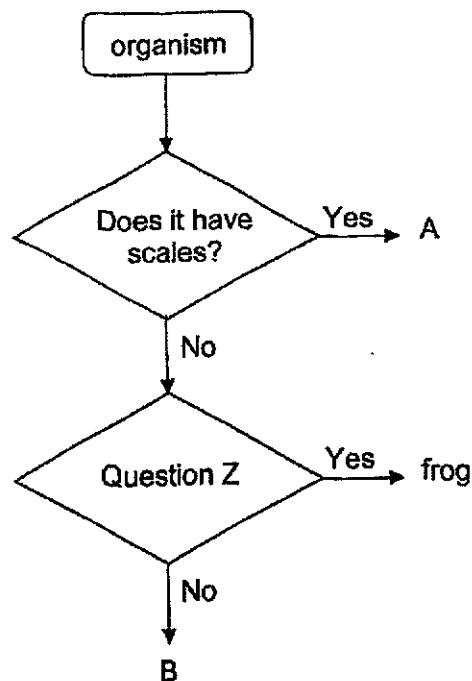 organism
Does it have
scales?
Yes
A
No
Question Z
Yes
frog
No
B